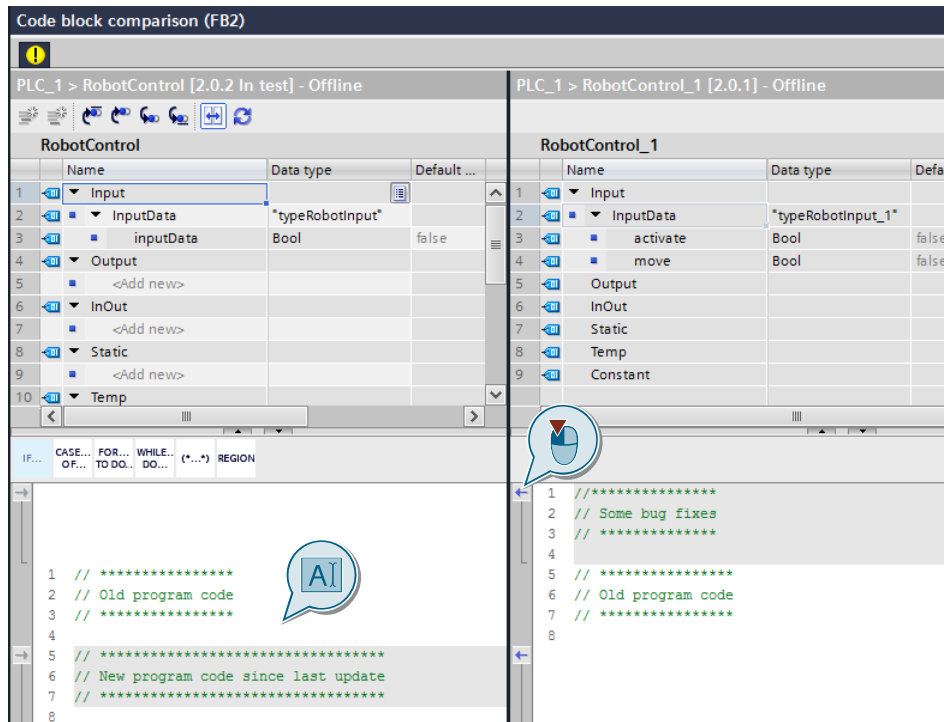 Code block comparison (FB2)
PLC_1 > RobotControl [2.0.2 In test] - Offline
RobotControl
Name Data type Default ...
1 Input
2 InputData "typeRobotInput"
3 inputData Bool false
4 Output
5 <Add new>
6 InOut
7 <Add new>
8 Static
9 <Add new>
10 Temp
IF... CASE... OF... FOR... TO DO.. WHILE.. DO... (*...*) REGION
1 // ****************
2 // Old program code
3 // ****************
4
5 // **********************************
6 // New program code since last update
7 // **********************************
8
PLC_1 > RobotControl_1 [2.0.1] - Offline
RobotControl_1
Name Data type Defa
1 Input
2 InputData "typeRobotInput_1"
3 activate Bool false
4 move Bool false
5 Output
6 InOut
7 Static
8 Temp
9 Constant
1 //***************
2 // Some bug fixes
3 // **************
4
5 // ****************
6 // Old program code
7 // ****************
8
AI